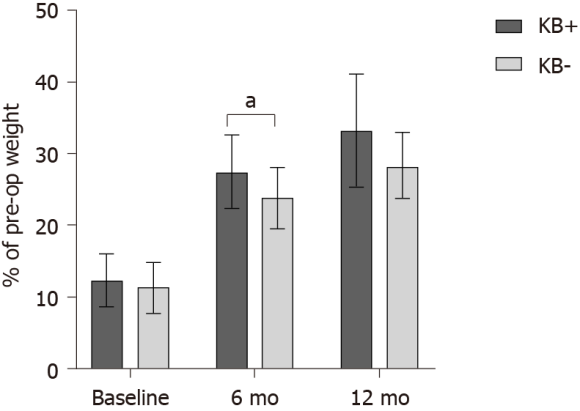 50
40
30
20
10
0
% of pre-op weight
a
KB+
KB-
Baseline
6 mo
12 mo